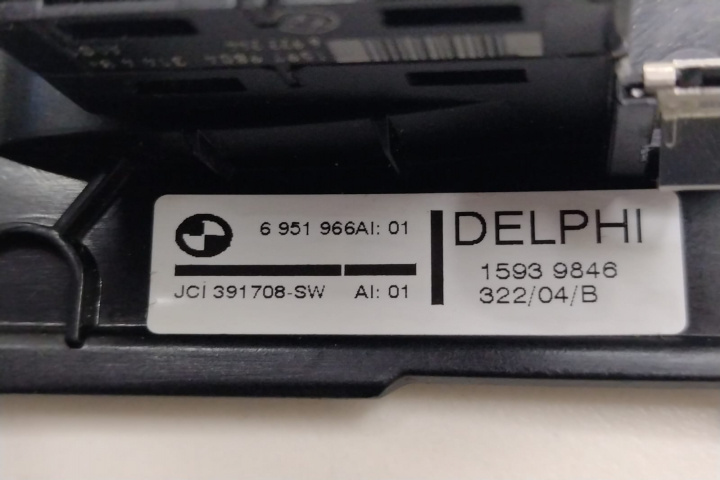 6 951 966AI: 01
JCI 391708-SW AI: 01
DELPHI
1593 9846
322/04/B